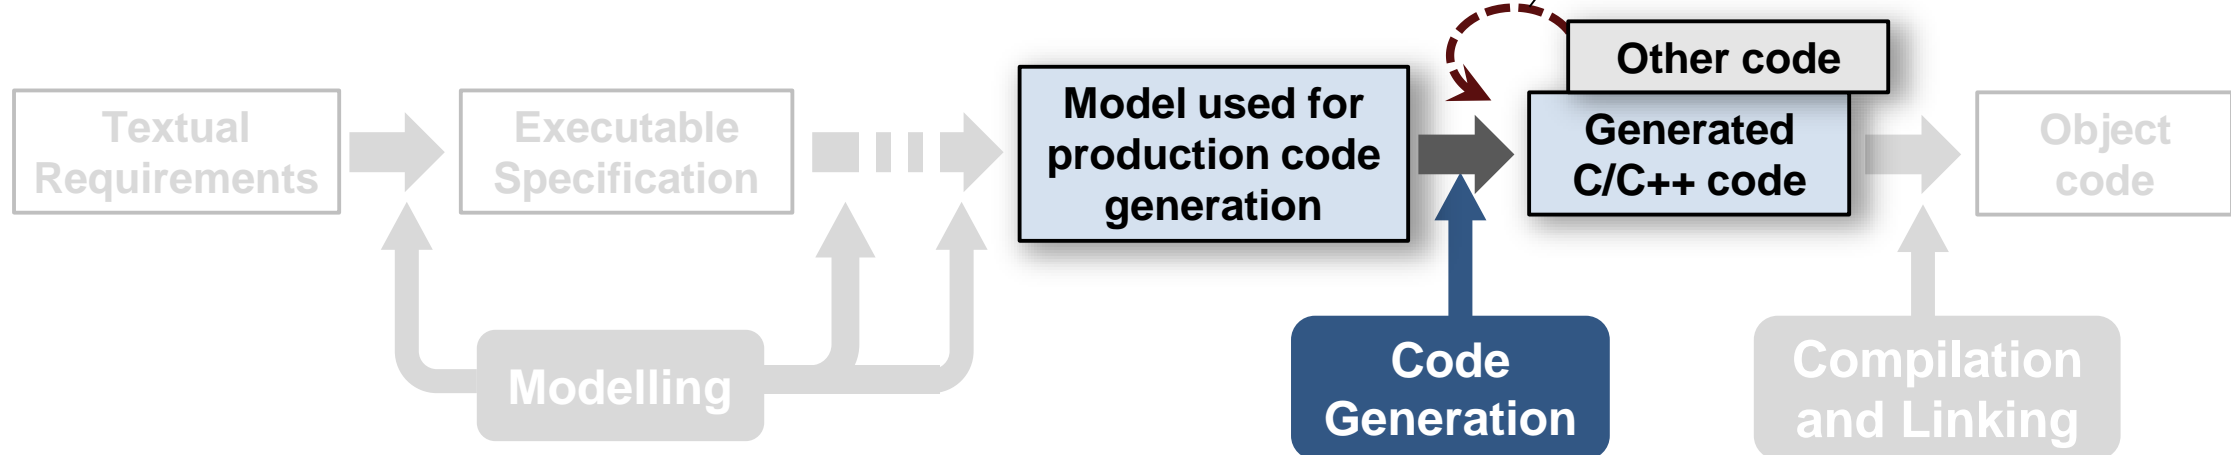 Other code
Textual
Requirements
Executable
Specification
Model used for
production code
generation
Generated
C/C++ code
Object
code
Modelling
Code
Generation
Compilation
and Linking